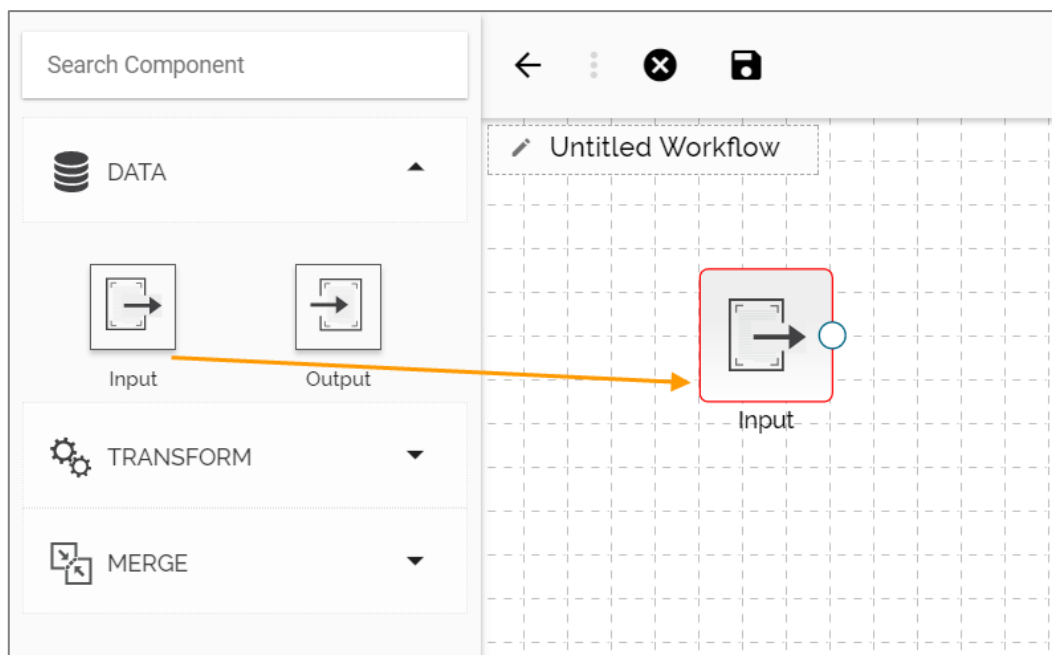 Search Component
DATA
Input
Output
TRANSFORM
MERGE
Untitled Workflow
Input